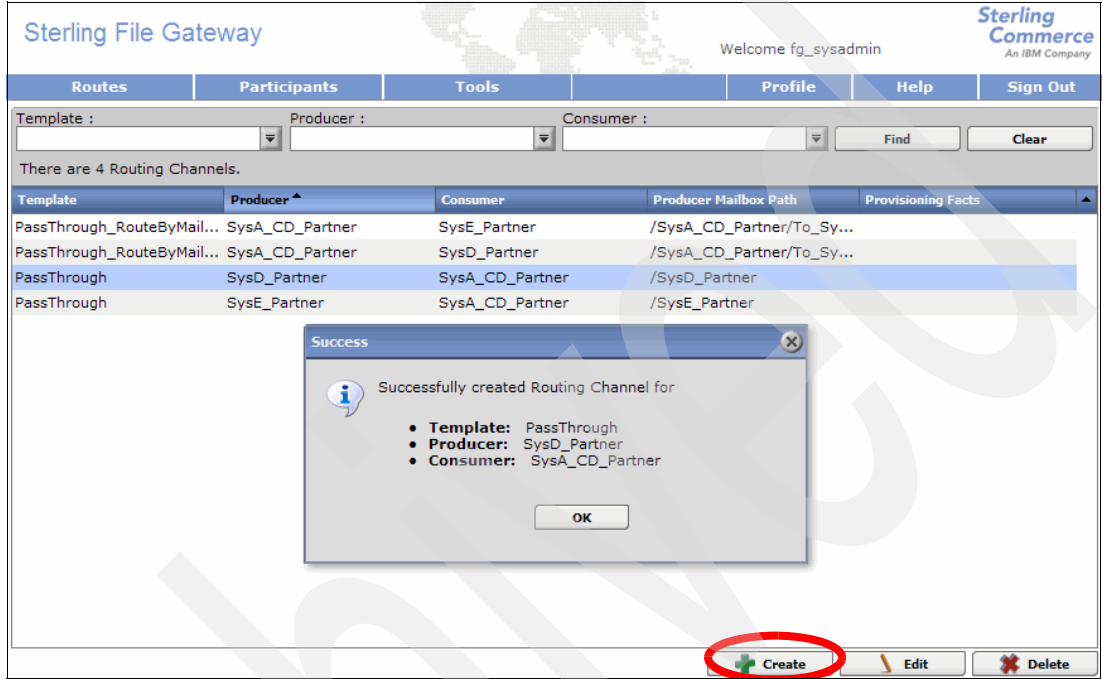 Sterling File Gateway
Welcome fg_sysadmin
Sterling
Commerce
An IBM Company
Routes Participants Tools Profile Help Sign Out
Template : Producer : Consumer :
Find Clear
There are 4 Routing Channels.
Template Producer Consumer Producer Mailbox Path Provisioning Facts
PassThrough_RouteByMail... SysA_CD_Partner SysE_Partner /SysA_CD_Partner/To_Sy...
PassThrough_RouteByMail... SysA_CD_Partner SysD_Partner /SysA_CD_Partner/To_Sy...
PassThrough SysD_Partner SysA_CD_Partner /SysD_Partner
PassThrough SysE_Partner SysA_CD_Partner /SysE_Partner
Success
Successfully created Routing Channel for
• Template: PassThrough
• Producer: SysD_Partner
• Consumer: SysA_CD_Partner
OK
Create Edit Delete